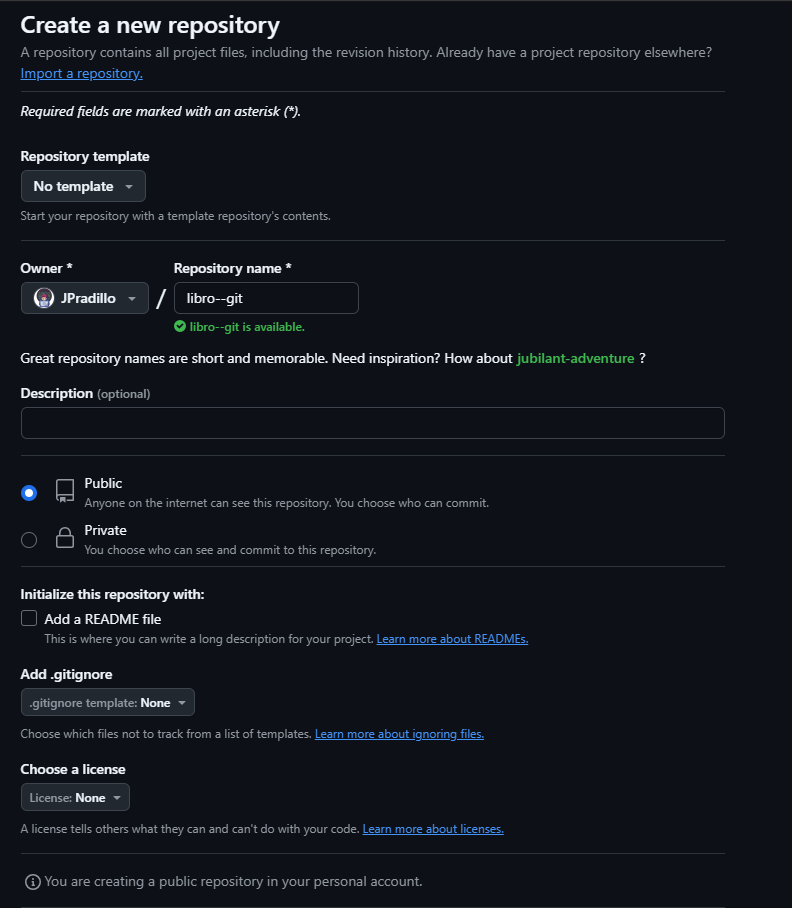 Create a new repository
A repository contains all project files, including the revision history. Already have a project repository elsewhere?
Import a repository.
Required fields are marked with an asterisk (*).
Repository template
No template
Start your repository with a template repository's contents.
Owner * Repository name *
JPradillo / libro--git
libro--git is available.
Great repository names are short and memorable. Need inspiration? How about jubilant-adventure ?
Description (optional)
Public
Anyone on the internet can see this repository. You choose who can commit.
Private
You choose who can see and commit to this repository.
Initialize this repository with:
Add a README file
This is where you can write a long description for your project. Learn more about READMEs.
Add .gitignore
.gitignore template: None
Choose which files not to track from a list of templates. Learn more about ignoring files.
Choose a license
License: None
A license tells others what they can and can't do with your code. Learn more about licenses.
You are creating a public repository in your personal account.